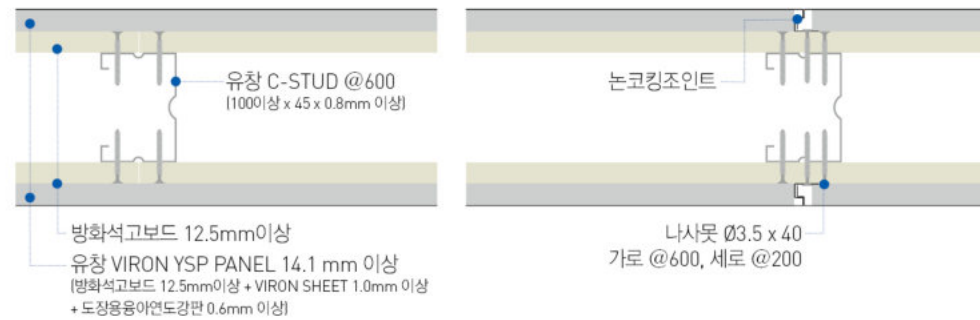 유창 C-STUD @600
(100이상 x 45 x 0.8mm 이상)
방화석고보드 12.5mm이상
유창 VIRON YSP PANEL 14.1 mm 이상
(방화석고보드 12.5mm이상 + VIRON SHEET 1.0mm 이상
+ 도장용융아연도강판 0.6mm 이상)
논코킹조인트
나사못 Ø3.5 x 40
가로 @600, 세로 @200